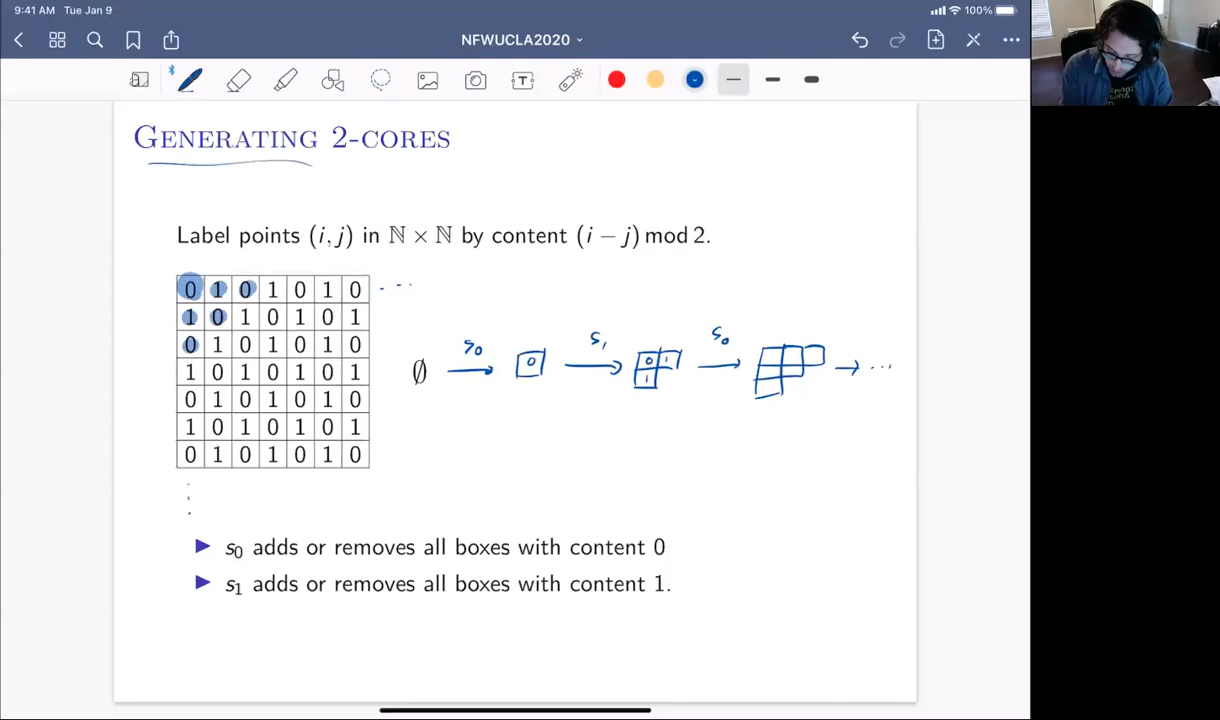 9:41 AM Tue Jan 9
100%
NFWUCLA2020
GENERATING 2-CORES
Label points (i, j) in ℕ × ℕ by content (i − j) mod 2.
0 1 0 1 0 1 0 ...
1 0 1 0 1 0 1
0 1 0 1 0 1 0
1 0 1 0 1 0 1
0 1 0 1 0 1 0
1 0 1 0 1 0 1
0 1 0 1 0 1 0
⋮
s₀ s₁ s₀
∅ → 0 → 0 1 → → ...
1
▶ s₀ adds or removes all boxes with content 0
▶ s₁ adds or removes all boxes with content 1.